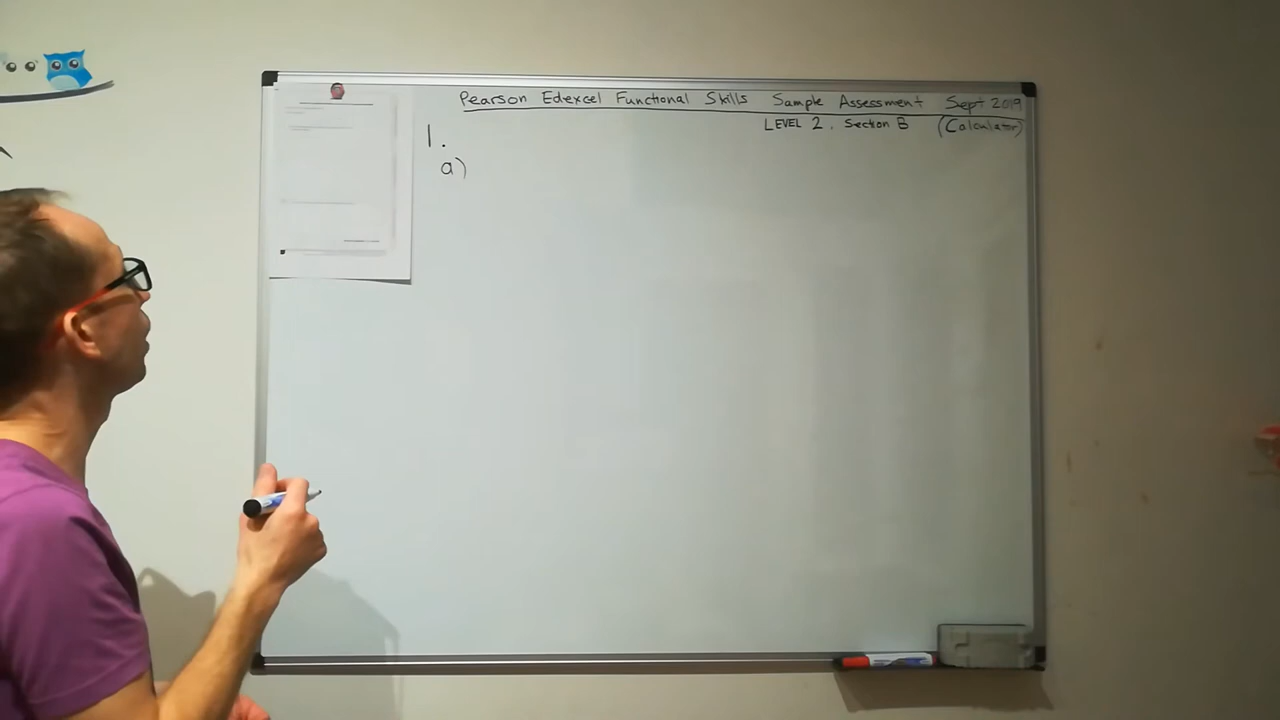 Pearson Edexcel Functional Skills Sample Assessment Sept 2019
LEVEL 2, Section B (Calculator)
1.
a)